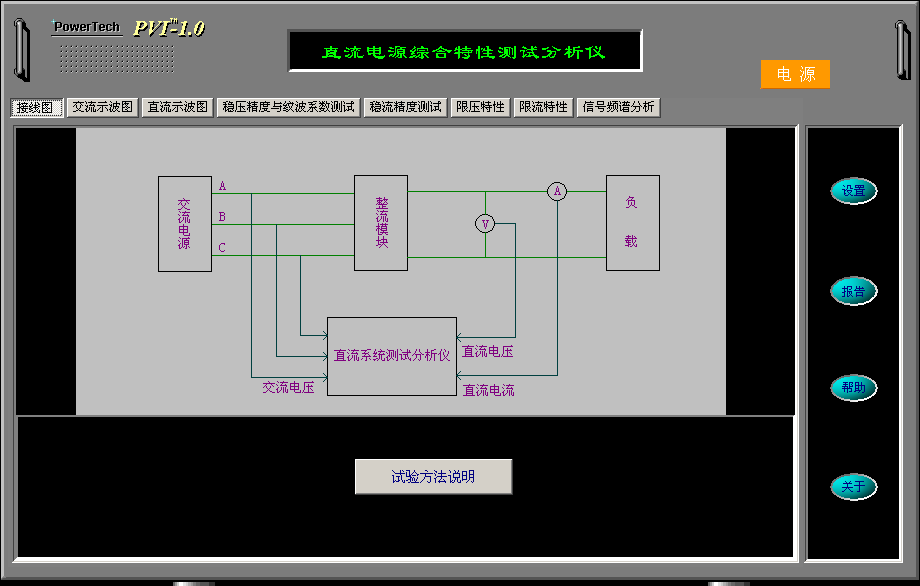 PowerTech PVI™-1.0
直流电源综合特性测试分析仪
电 源
接线图 交流示波图 直流示波图 稳压精度与纹波系数测试 稳流精度测试 限压特性 限流特性 信号频谱分析
交流电源
A
B
C
整流模块
A
V
负载
直流系统测试分析仪
交流电压
直流电压
直流电流
设置
报告
帮助
关于
试验方法说明